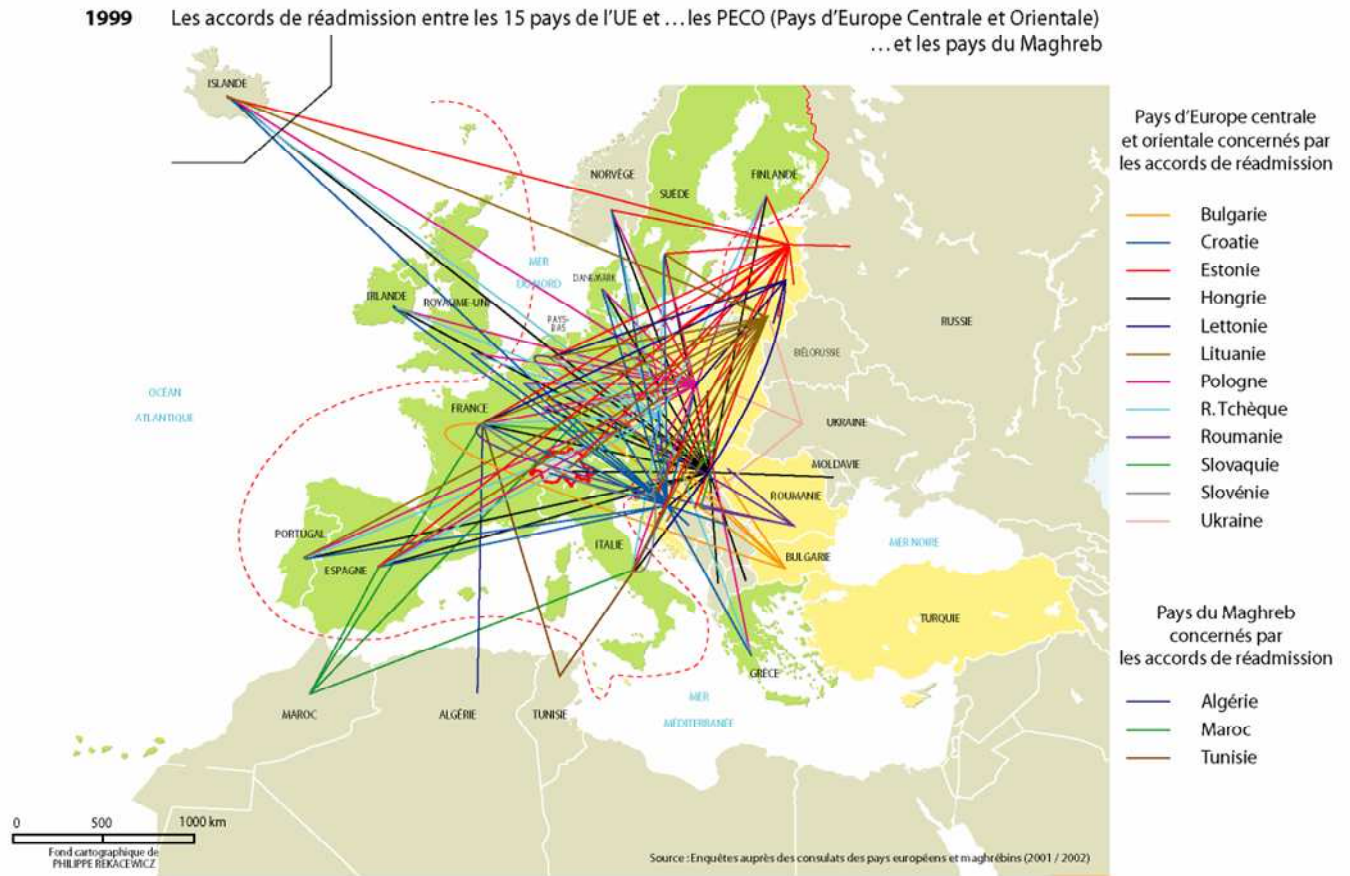 1999 Les accords de réadmission entre les 15 pays de l'UE et ...les PECO (Pays d'Europe Centrale et Orientale)
...et les pays du Maghreb
ISLANDE
NORVÈGE
SUÈDE
FINLANDE
MER
DU NORD
DANEMARK
IRLANDE
ROYAUME-UNI
PAYS-
BAS
RUSSIE
BIÉLORUSSIE
OCÉAN
ATLANTIQUE
FRANCE
UKRAINE
MOLDAVIE
ROUMANIE
PORTUGAL
ESPAGNE
ITALIE
MER NOIRE
BULGARIE
TURQUIE
GRÈCE
MER
MÉDITERRANÉE
MAROC
ALGÉRIE
TUNISIE
Pays d'Europe centrale
et orientale concernés par
les accords de réadmission
Bulgarie
Croatie
Estonie
Hongrie
Lettonie
Lituanie
Pologne
R.Tchèque
Roumanie
Slovaquie
Slovénie
Ukraine
Pays du Maghreb
concernés par
les accords de réadmission
Algérie
Maroc
Tunisie
0 500 1000 km
Fond cartographique de
PHILIPPE REKACEWICZ
Source : Enquêtes auprès des consulats des pays européens et maghrébins (2001 / 2002)